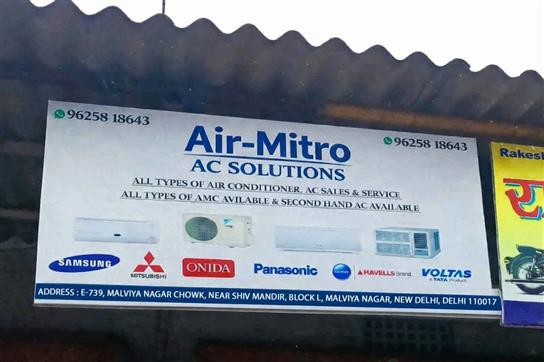 96258 18643
96258 18643
Air-Mitro
AC SOLUTIONS
ALL TYPES OF AIR CONDITIONER, AC SALES & SERVICE
ALL TYPES OF AMC AVILABLE & SECOND HAND AC AVAILABLE
SAMSUNG
MITSUBISHI
ONIDA
Panasonic
HAVELLS Brand
VOLTAS
A TATA Product
ADDRESS : E-739, MALVIYA NAGAR CHOWK, NEAR SHIV MANDIR, BLOCK L, MALVIYA NAGAR, NEW DELHI, DELHI 110017
Rakesh